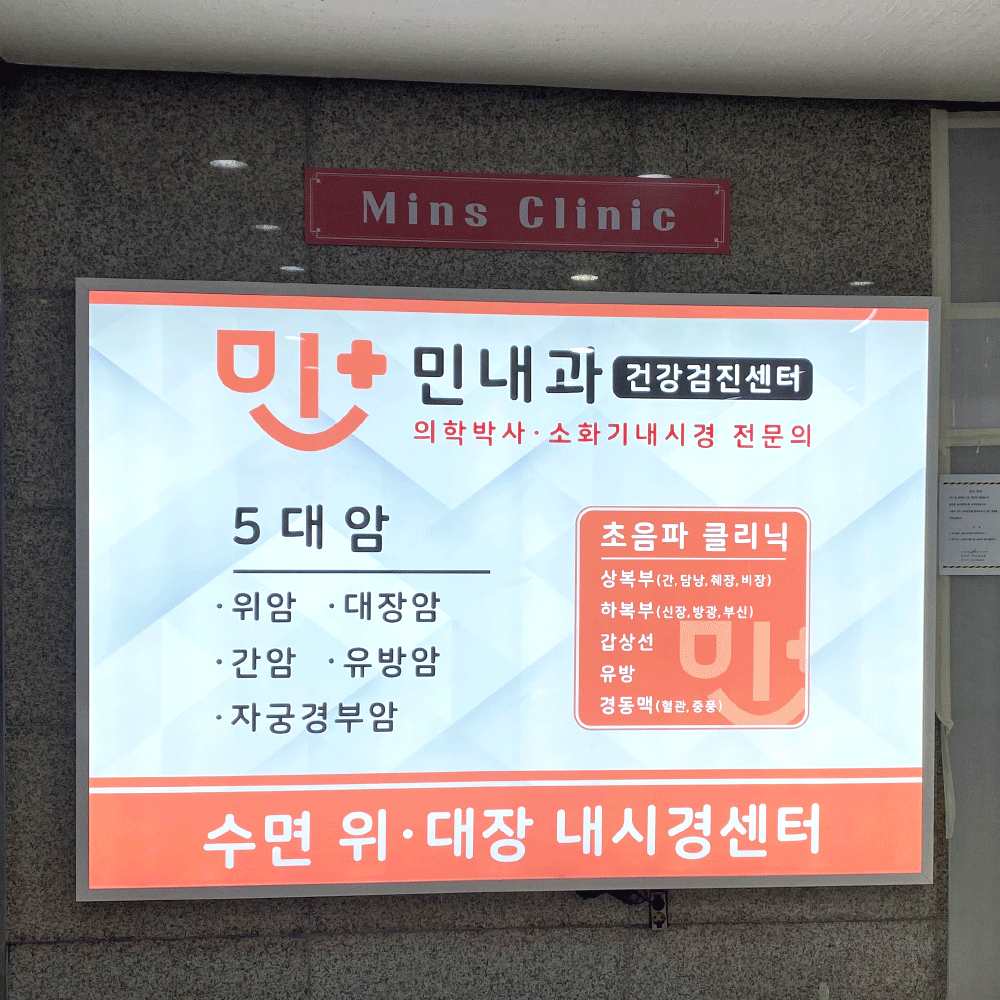 Mins Clinic
민+ 민내과 건강검진센터
의학박사·소화기내시경 전문의
5대암
·위암 ·대장암
·간암 ·유방암
·자궁경부암
초음파 클리닉
상복부(간, 담낭, 췌장, 비장)
하복부(신장, 방광, 부신)
갑상선
유방
경동맥(혈관, 중풍)
민+
수면 위·대장 내시경센터